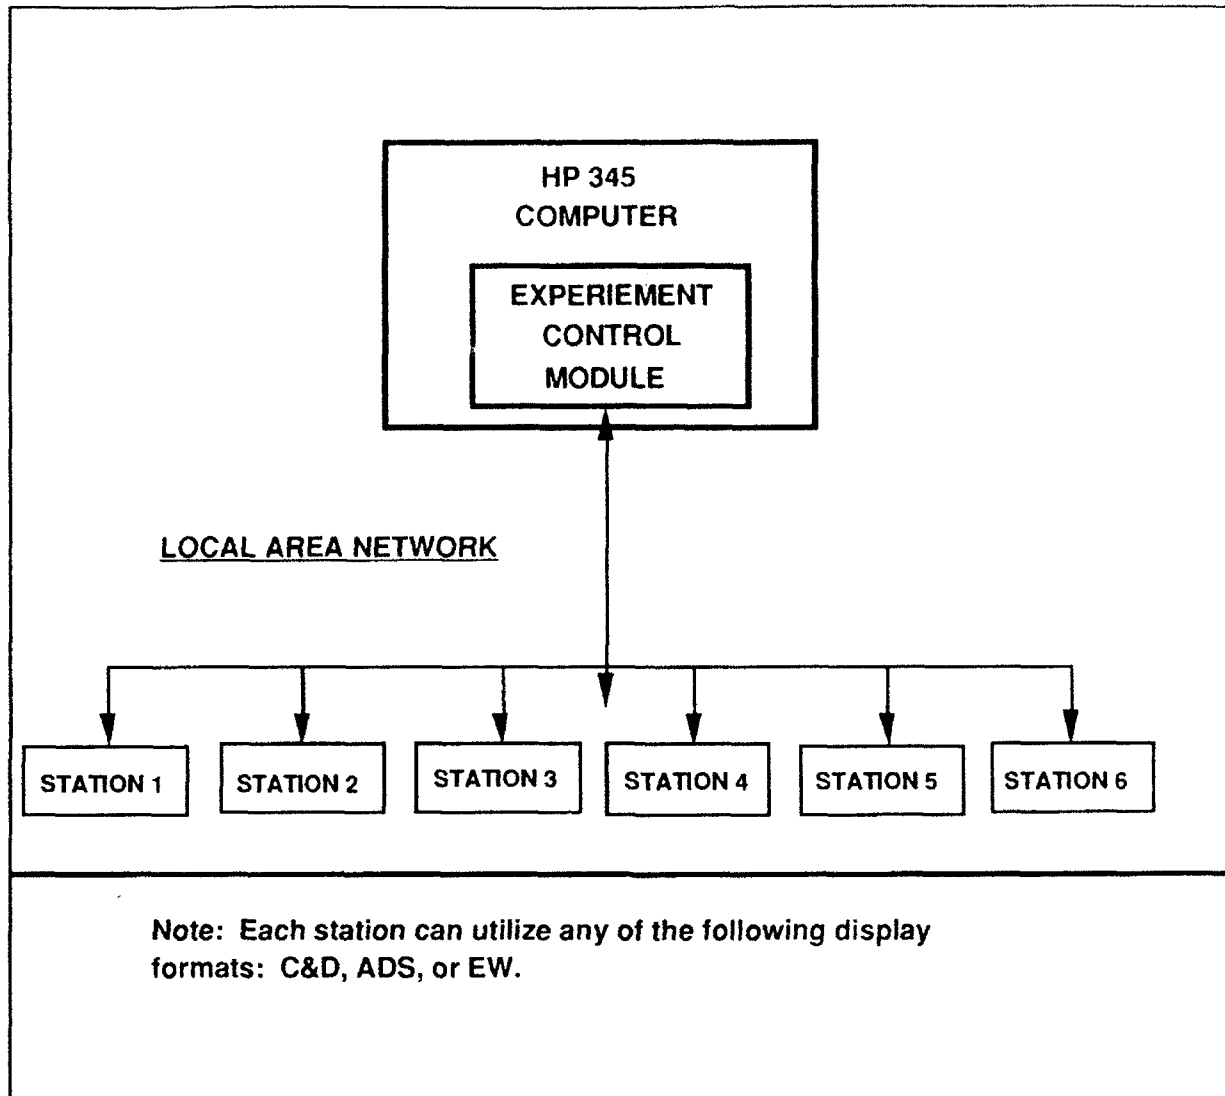 HP 345
COMPUTER
EXPERIEMENT
CONTROL
MODULE
LOCAL AREA NETWORK
STATION 1
STATION 2
STATION 3
STATION 4
STATION 5
STATION 6
Note: Each station can utilize any of the following display
formats: C&D, ADS, or EW.